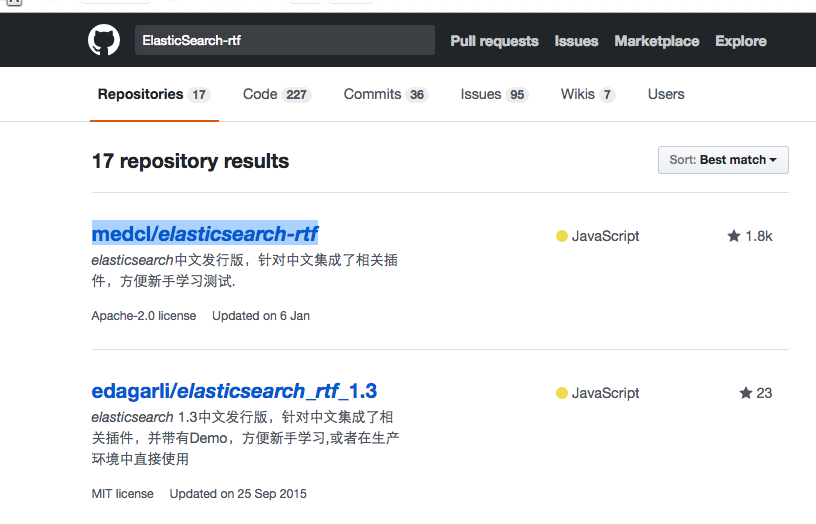 ElasticSearch-rtf Pull requests Issues Marketplace Explore
Repositories 17 Code 227 Commits 36 Issues 95 Wikis 7 Users
17 repository results Sort: Best match
medcl/elasticsearch-rtf JavaScript 1.8k
elasticsearch中文发行版，针对中文集成了相关插
件，方便新手学习测试.
Apache-2.0 license Updated on 6 Jan
edagarli/elasticsearch_rtf_1.3 JavaScript 23
elasticsearch 1.3中文发行版，针对中文集成了相
关插件，并带有Demo，方便新手学习,或者在生产
环境中直接使用
MIT license Updated on 25 Sep 2015